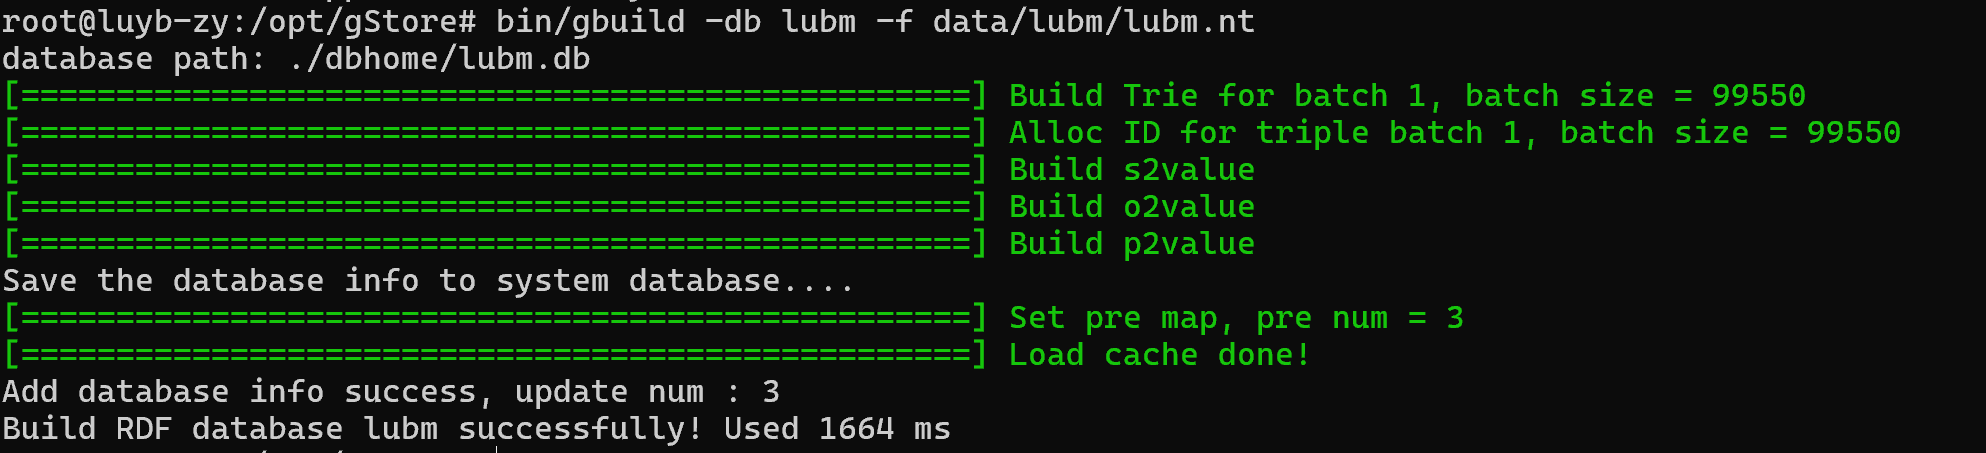 root@luyb-zy:/opt/gStore# bin/gbuild -db lubm -f data/lubm/lubm.nt
database path: ./dbhome/lubm.db
[==================================================] Build Trie for batch 1, batch size = 99550
[==================================================] Alloc ID for triple batch 1, batch size = 99550
[==================================================] Build s2value
[==================================================] Build o2value
[==================================================] Build p2value
Save the database info to system database....
[==================================================] Set pre map, pre num = 3
[==================================================] Load cache done!
Add database info success, update num : 3
Build RDF database lubm successfully! Used 1664 ms